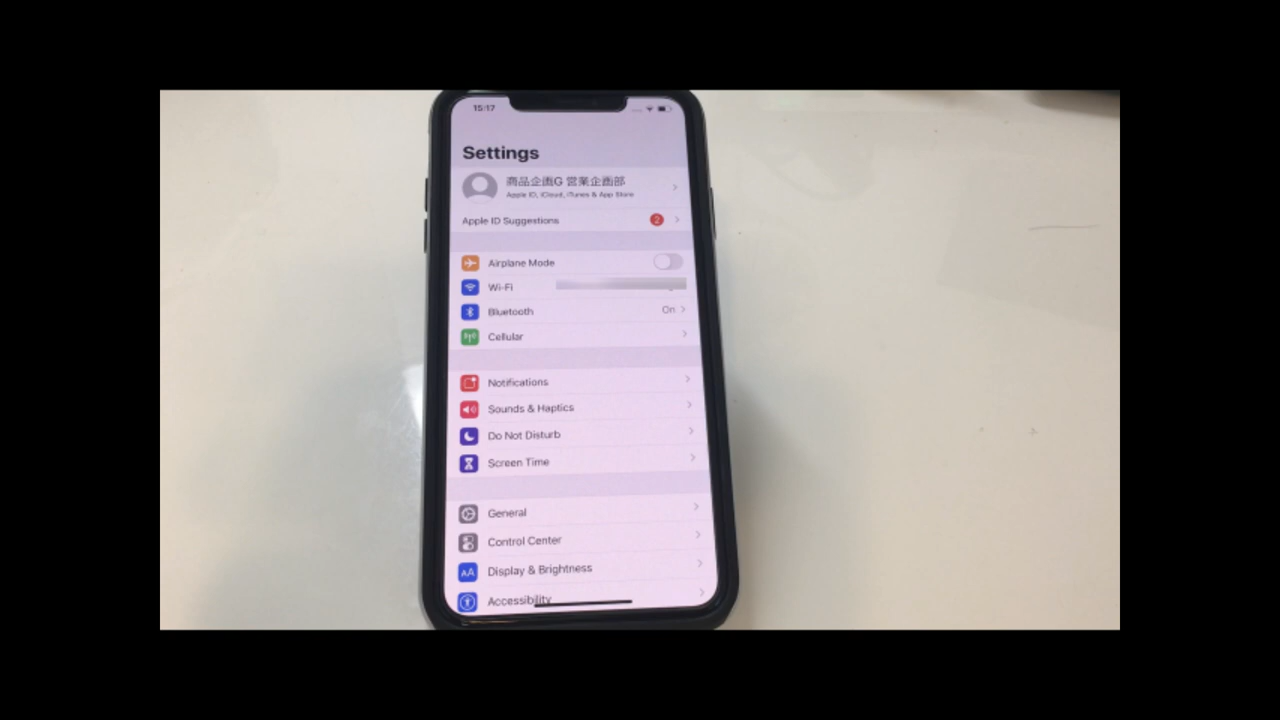 15:17
Settings
商品企画G 営業企画部
Apple ID, iCloud, iTunes & App Store
Apple ID Suggestions 2
Airplane Mode
Wi-Fi
Bluetooth On
Cellular
Notifications
Sounds & Haptics
Do Not Disturb
Screen Time
General
Control Center
AA Display & Brightness
Accessibility